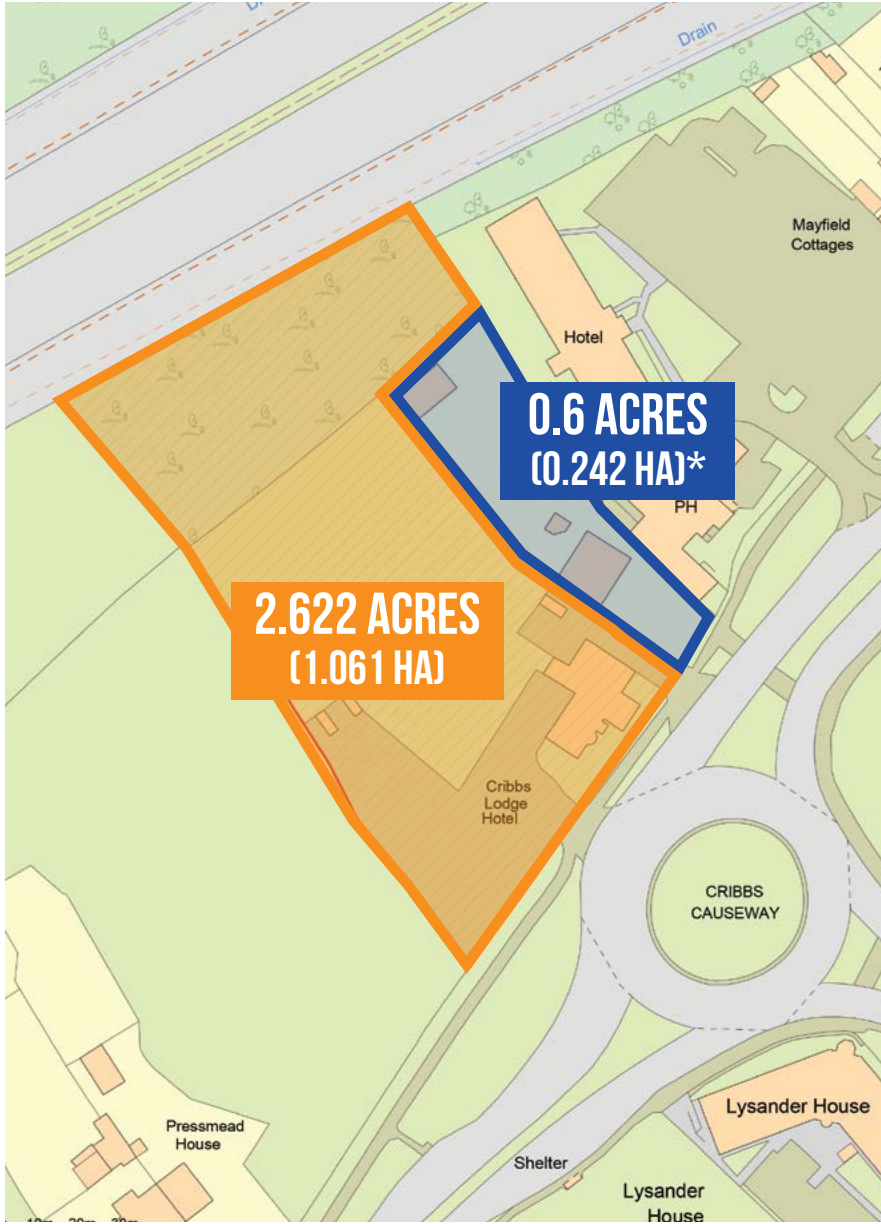 Drain
Mayfield
Cottages
Hotel
0.6 ACRES
(0.242 HA)*
PH
2.622 ACRES
(1.061 HA)
Cribbs
Lodge
Hotel
CRIBBS
CAUSEWAY
Lysander House
Pressmead
House
Shelter
Lysander
House